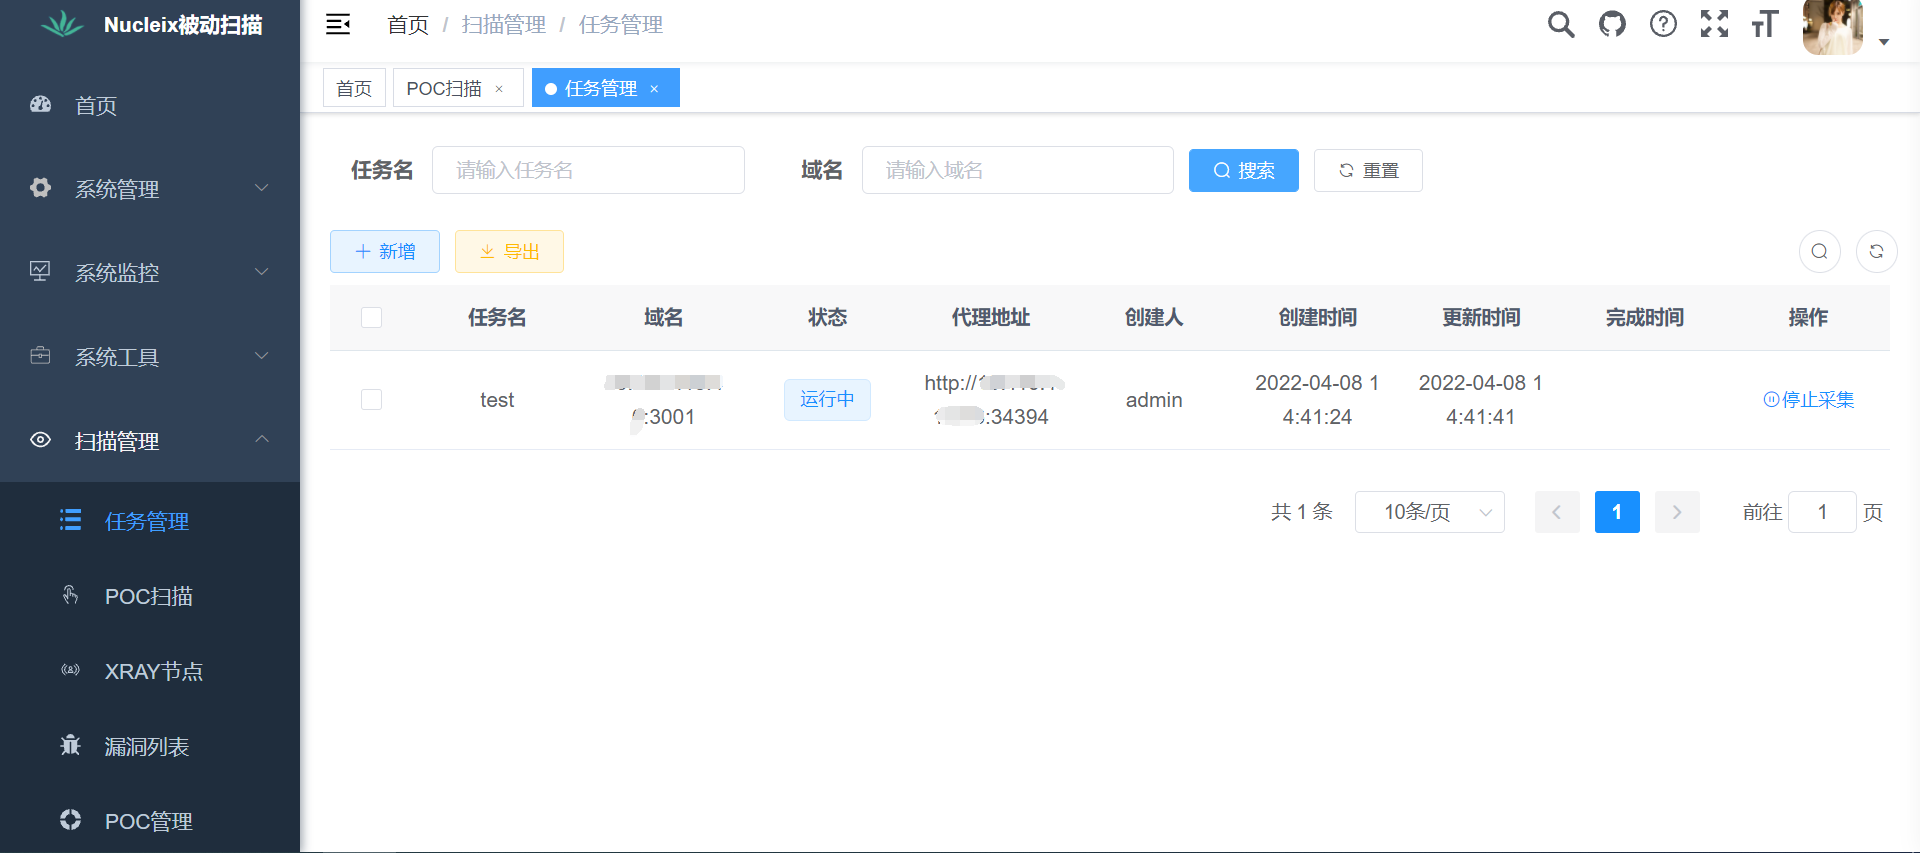 Nucleix被动扫描
首页
系统管理
系统监控
系统工具
扫描管理
任务管理
POC扫描
XRAY节点
漏洞列表
POC管理
首页 / 扫描管理 / 任务管理
首页
POC扫描 ×
任务管理 ×
任务名 请输入任务名 域名 请输入域名 搜索 重置
新增 导出
任务名 域名 状态 代理地址 创建人 创建时间 更新时间 完成时间 操作
test :3001 运行中 http:// :34394 admin 2022-04-08 1 2022-04-08 1 停止采集
4:41:24 4:41:41
共 1 条 10条/页 1 前往 1 页